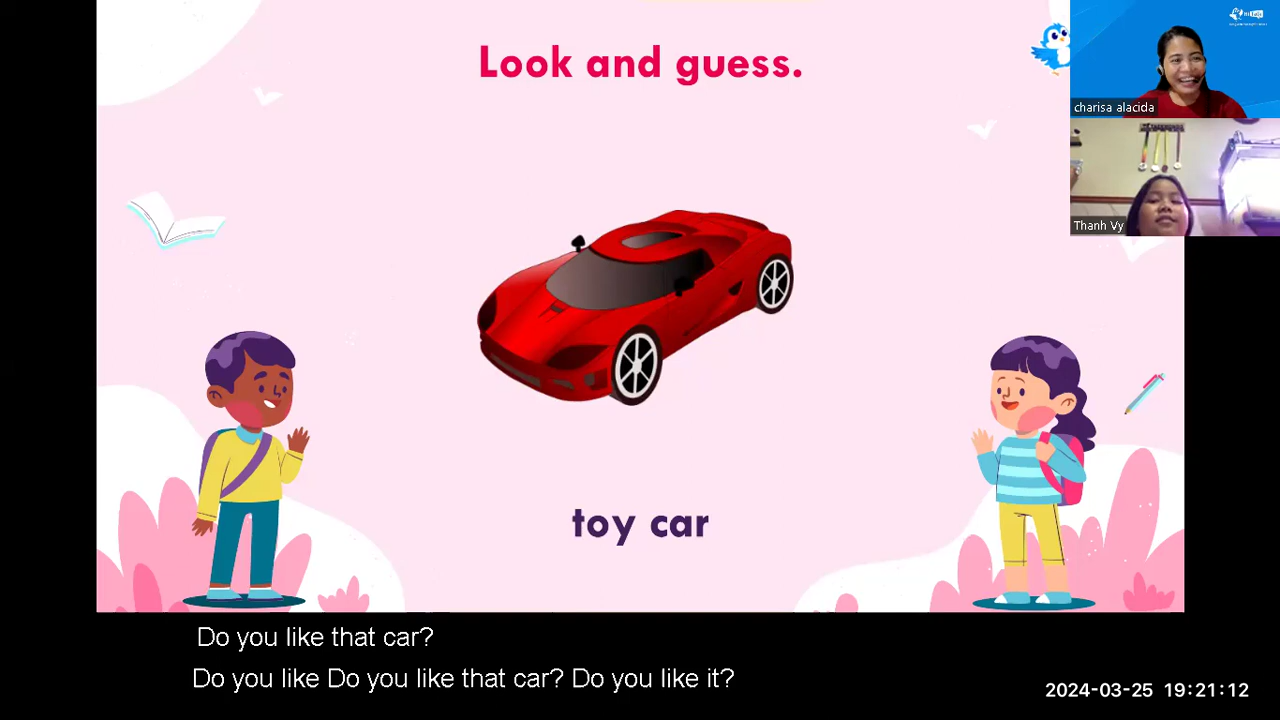 Look and guess.
charisa alacida
Thanh Vy
toy car
Do you like that car?
Do you like Do you like that car? Do you like it?
2024-03-25 19:21:12